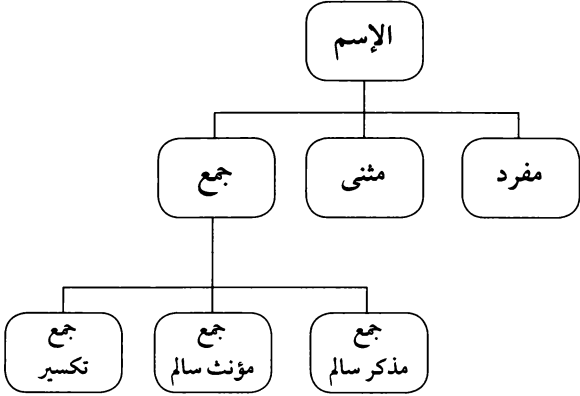 الإسم
مفرد
مثنى
جمع
جمع
مذكر سالم
جمع
مؤنث سالم
جمع
تكسير